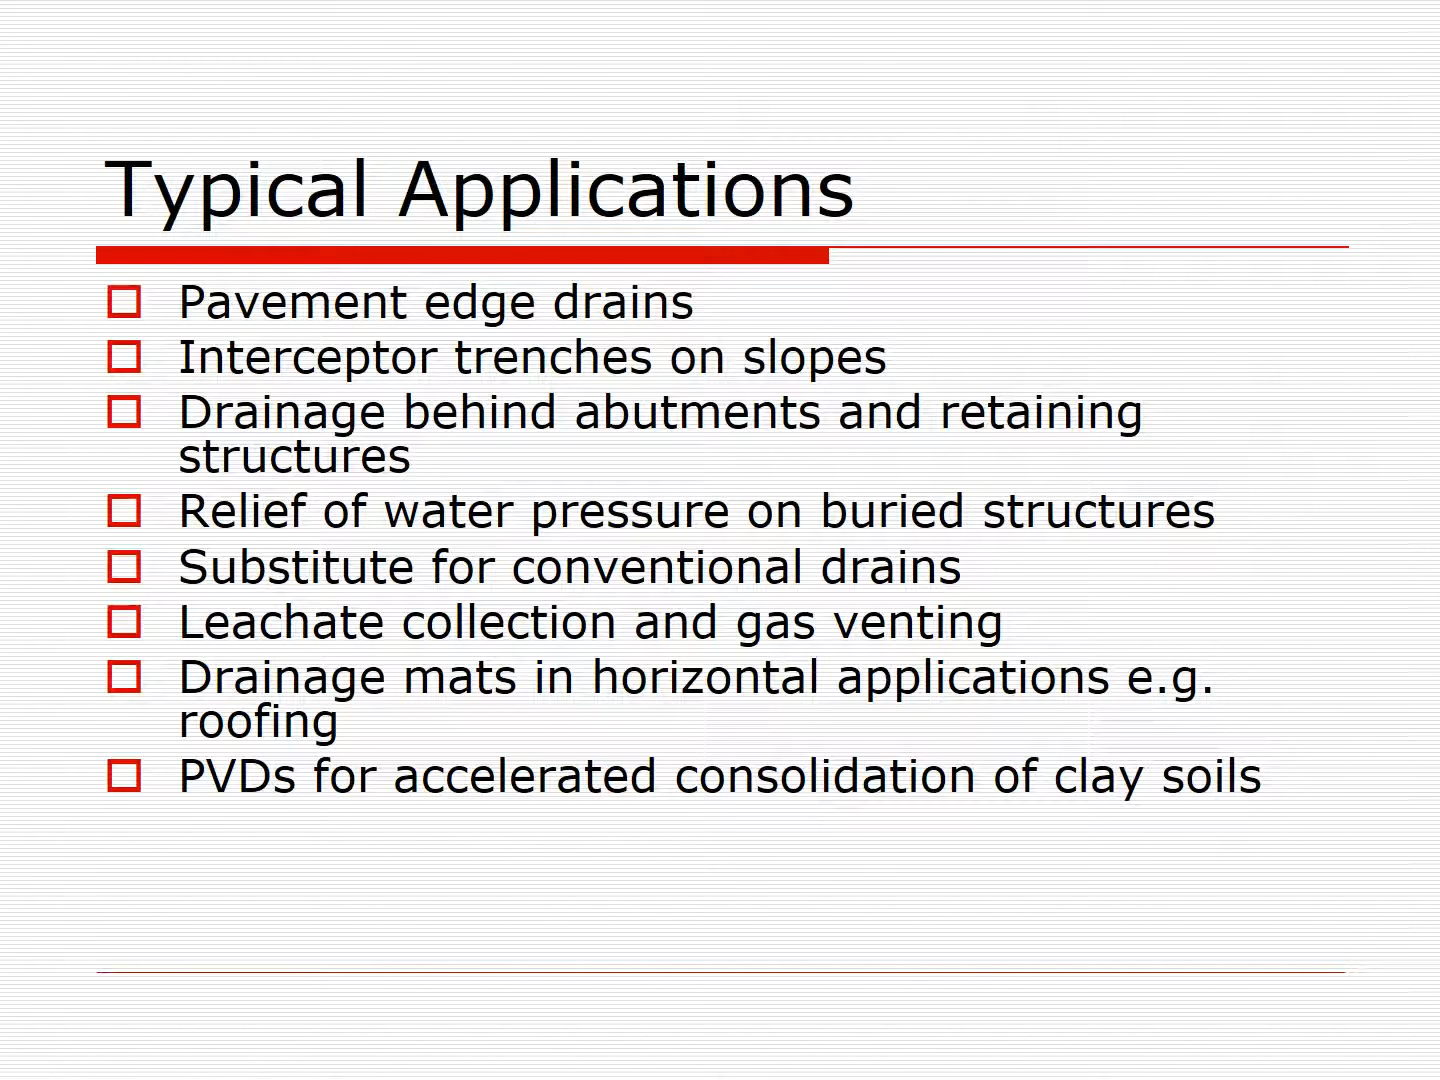 Typical Applications
Pavement edge drains
Interceptor trenches on slopes
Drainage behind abutments and retaining
structures
Relief of water pressure on buried structures
Substitute for conventional drains
Leachate collection and gas venting
Drainage mats in horizontal applications e.g.
roofing
PVDs for accelerated consolidation of clay soils